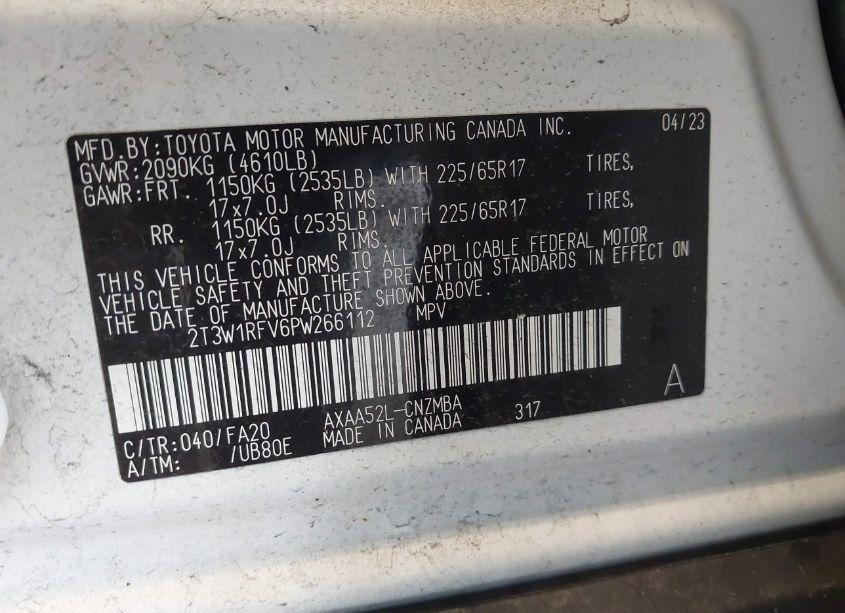 MFD.BY:TOYOTA MOTOR MANUFACTURING CANADA INC. 04/23
GVWR:2090KG (4610LB)
GAWR:FRT. 1150KG (2535LB) WITH 225/65R17 TIRES,
17x7.0J RIMS.
RR. 1150KG (2535LB) WITH 225/65R17 TIRES,
17x7.0J RIMS.
THIS VEHICLE CONFORMS TO ALL APPLICABLE FEDERAL MOTOR
VEHICLE SAFETY AND THEFT PREVENTION STANDARDS IN EFFECT ON
THE DATE OF MANUFACTURE SHOWN ABOVE.
2T3W1RFV6PW266112 MPV
A
C/TR:040/FA20 AXAA52L-CNZMBA 317
A/TM: /UB80E MADE IN CANADA